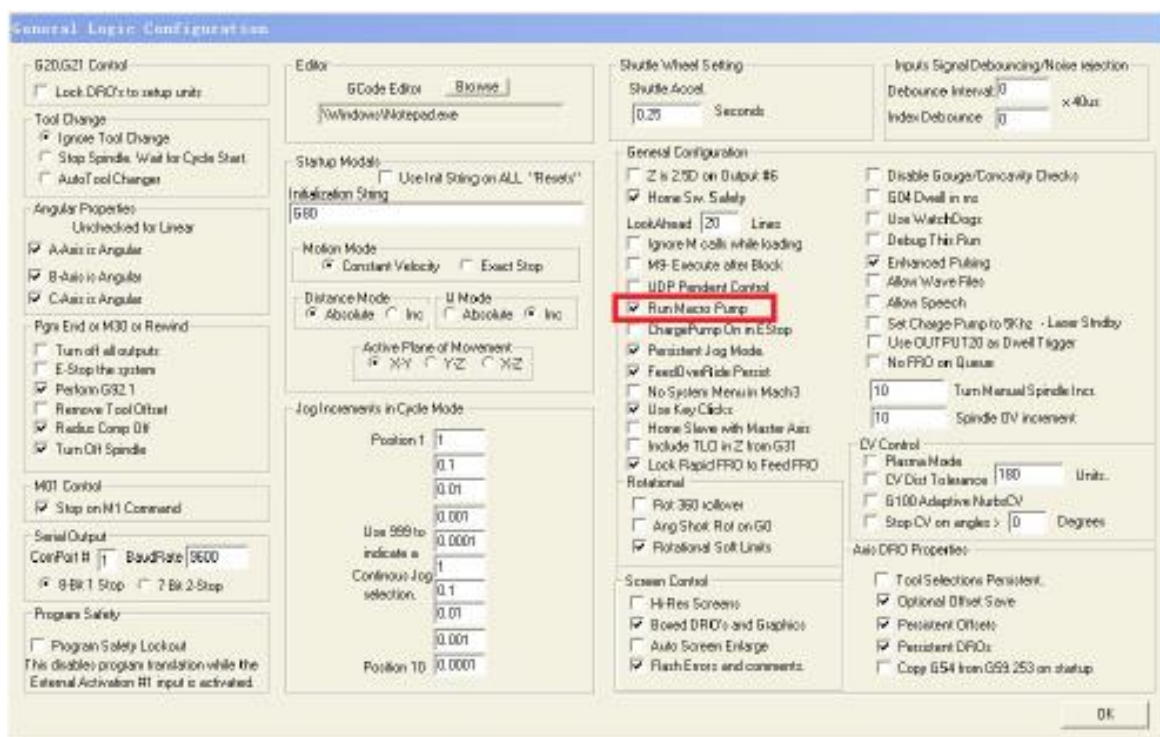 General Logic Configuration
G20,G21 Control
Lock DRO's to setup units
Tool Change
Ignore Tool Change
Stop Spindle. Wait for Cycle Start.
Auto Tool Changer
Angular Properties
Unchecked for Linear
A-Axis is Angular
B-Axis is Angular
C-Axis is Angular
Pgm End or M30 or Rewind
Turn off all outputs
E-Stop the system
Perform G92.1
Remove Tool Offset
Radius Comp Off
Turn Off Spindle
M01 Control
Stop on M1 Command
Serial Output
ComPort # 1 BaudRate 9600
8-Bit 1-Stop 7-Bit 2-Stop
Program Safety
Program Safety Lockout
This disables program translation while the
External Activation #1 input is activated.
Editor
GCode Editor Browse
\Windows\Notepad.exe
Startup Modals
Use Init String on ALL "Resets"
Initialization String
G80
Motion Mode
Constant Velocity Exact Stop
Distance Mode IJ Mode
Absolute Inc Absolute Inc
Active Plane of Movement
X-Y Y-Z X-Z
Jog Increments in Cycle Mode
Position 1 1
0.1
0.01
0.001
Use 999 to 0.0001
indicate a
Continous Jog 1
selection. 0.1
0.01
0.001
Position 10 0.0001
Shuttle Wheel Setting
Shuttle Accel.
0.25 Seconds
General Configuration
Z is 2.5D on Output #6
Home Sw. Safety
LookAhead 20 Lines
Ignore M calls while loading
M9- Execute after Block
UDP Pendent Control
Run Macro Pump
ChargePump On in EStop
Persistent Jog Mode.
FeedOveRide Persist
No System Menu in Mach3
Use Key Clicks
Home Slave with Master Axis
Include TLO in Z from G31
Lock Rapid FRO to Feed FRO
Rotational
Rot 360 rollover
Ang Short Rot on G0
Rotational Soft Limits
Screen Control
Hi-Res Screens
Boxed DRO's and Graphics
Auto Screen Enlarge
Flash Errors and comments.
Inputs Signal Debouncing/Noise rejection
Debounce Interval: 0
x 40us
Index Debounce 0
Disable Gouge/Concavity Checks
G04 Dwell in ms
Use WatchDogs
Debug This Run
Enhanced Pulsing
Allow Wave Files
Allow Speech
Set Charge Pump to 5Khz - Laser Stndby
Use OUTPUT20 as Dwell Trigger
No FRO on Queue
10 Turn Manual Spindle Incr.
10 Spindle OV increment
CV Control
Plasma Mode
CV Dist Tolerance 180 Units.
G100 Adaptive NurbsCV
Stop CV on angles > 0 Degrees
Axis DRO Properties
Tool Selections Persistent.
Optional Offset Save
Persistent Offsets
Persistent DROs
Copy G54 from G59.253 on startup
OK